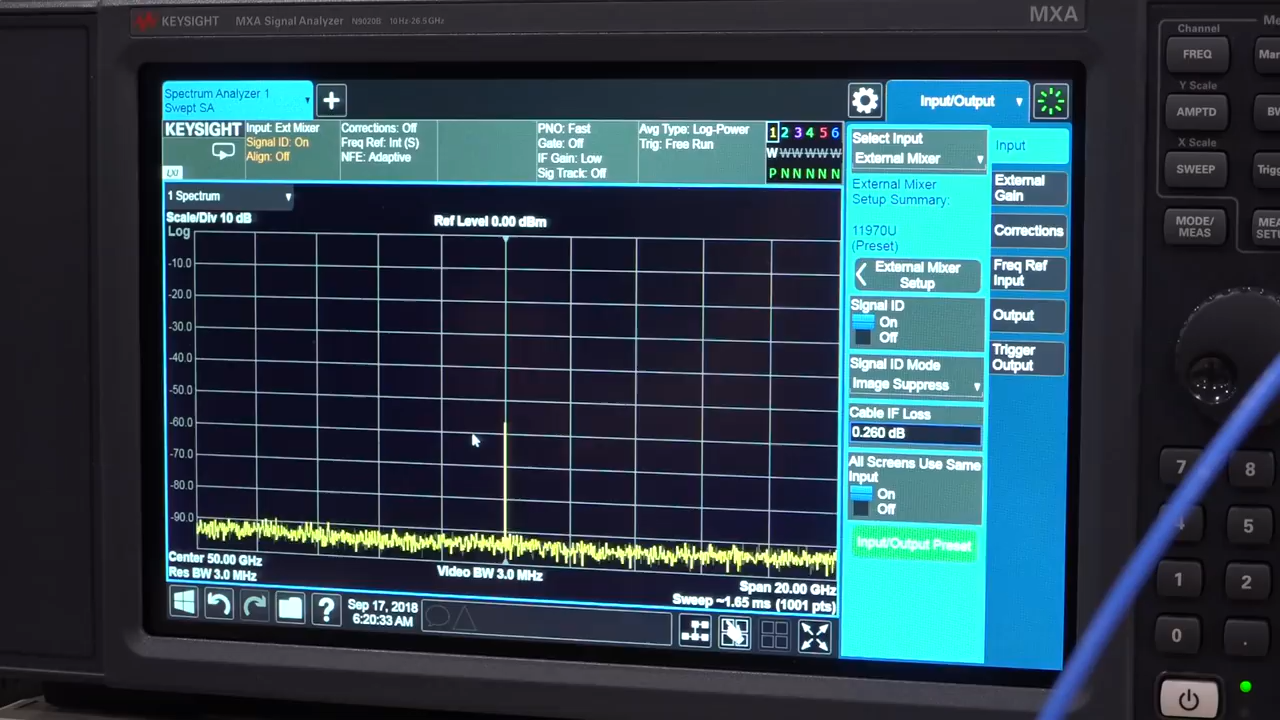 KEYSIGHT MXA Signal Analyzer N9020B 10Hz-26.5GHz
MXA
Spectrum Analyzer 1
Swept SA
Input/Output
KEYSIGHT
LXI
Input: Ext Mixer
Signal ID: On
Align: Off
Corrections: Off
Freq Ref: Int (S)
NFE: Adaptive
PNO: Fast
Gate: Off
IF Gain: Low
Sig Track: Off
Avg Type: Log-Power
Trig: Free Run
1 2 3 4 5 6
W W W W W W
P N N N N N
1 Spectrum
Scale/Div 10 dB
Log
Ref Level 0.00 dBm
-10.0
-20.0
-30.0
-40.0
-50.0
-60.0
-70.0
-80.0
-90.0
Center 50.00 GHz
Res BW 3.0 MHz
Video BW 3.0 MHz
Span 20.00 GHz
Sweep ~1.65 ms (1001 pts)
?
Sep 17, 2018
6:20:33 AM
Select Input
External Mixer
External Mixer
Setup Summary:
11970U
(Preset)
External Mixer
Setup
Signal ID
On
Off
Signal ID Mode
Image Suppress
Cable IF Loss
0.260 dB
All Screens Use Same
Input
On
Off
Input/Output Preset
Input
External
Gain
Corrections
Freq Ref
Input
Output
Trigger
Output
Channel
FREQ
Y Scale
AMPTD
X Scale
SWEEP
MODE/
MEAS
7
8
4
5
1
2
0
.